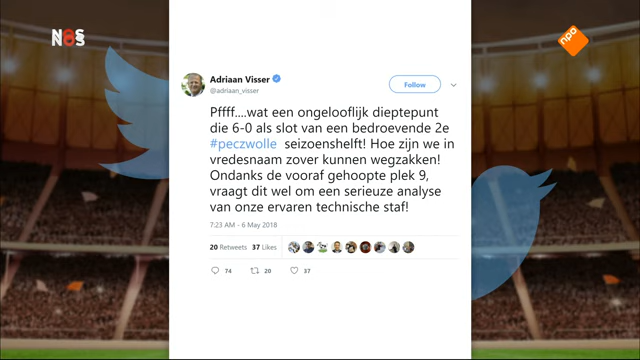 NOS
npo
Adriaan Visser
@adriaan_visser
Follow
Pffff....wat een ongelooflijk dieptepunt
die 6-0 als slot van een bedroevende 2e
#peczwolle seizoenshelft! Hoe zijn we in
vredesnaam zover kunnen wegzakken!
Ondanks de vooraf gehoopte plek 9,
vraagt dit wel om een serieuze analyse
van onze ervaren technische staf!
7:23 AM - 6 May 2018
20 Retweets 37 Likes
74 20 37